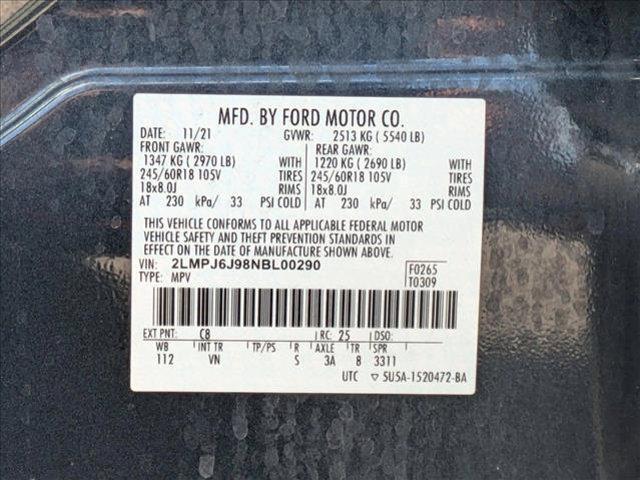 MFD. BY FORD MOTOR CO.
DATE: 11/21 GVWR: 2513 KG ( 5540 LB)
FRONT GAWR: REAR GAWR:
1347 KG ( 2970 LB) WITH 1220 KG ( 2690 LB) WITH
245/60R18 105V TIRES 245/60R18 105V TIRES
18x8.0J RIMS 18x8.0J RIMS
AT 230 kPa/ 33 PSI COLD AT 230 kPa/ 33 PSI COLD
THIS VEHICLE CONFORMS TO ALL APPLICABLE FEDERAL MOTOR
VEHICLE SAFETY AND THEFT PREVENTION STANDARDS IN
EFFECT ON THE DATE OF MANUFACTURE SHOWN ABOVE.
VIN: 2LMPJ6J98NBL00290 F0265
TYPE: MPV T0309
EXT PNT: C8 RC: 25 DSO:
WB INT TR TP/PS R AXLE TR SPR
112 VN S 3A 8 3311
UTC ▽ 5U5A-1520472-BA